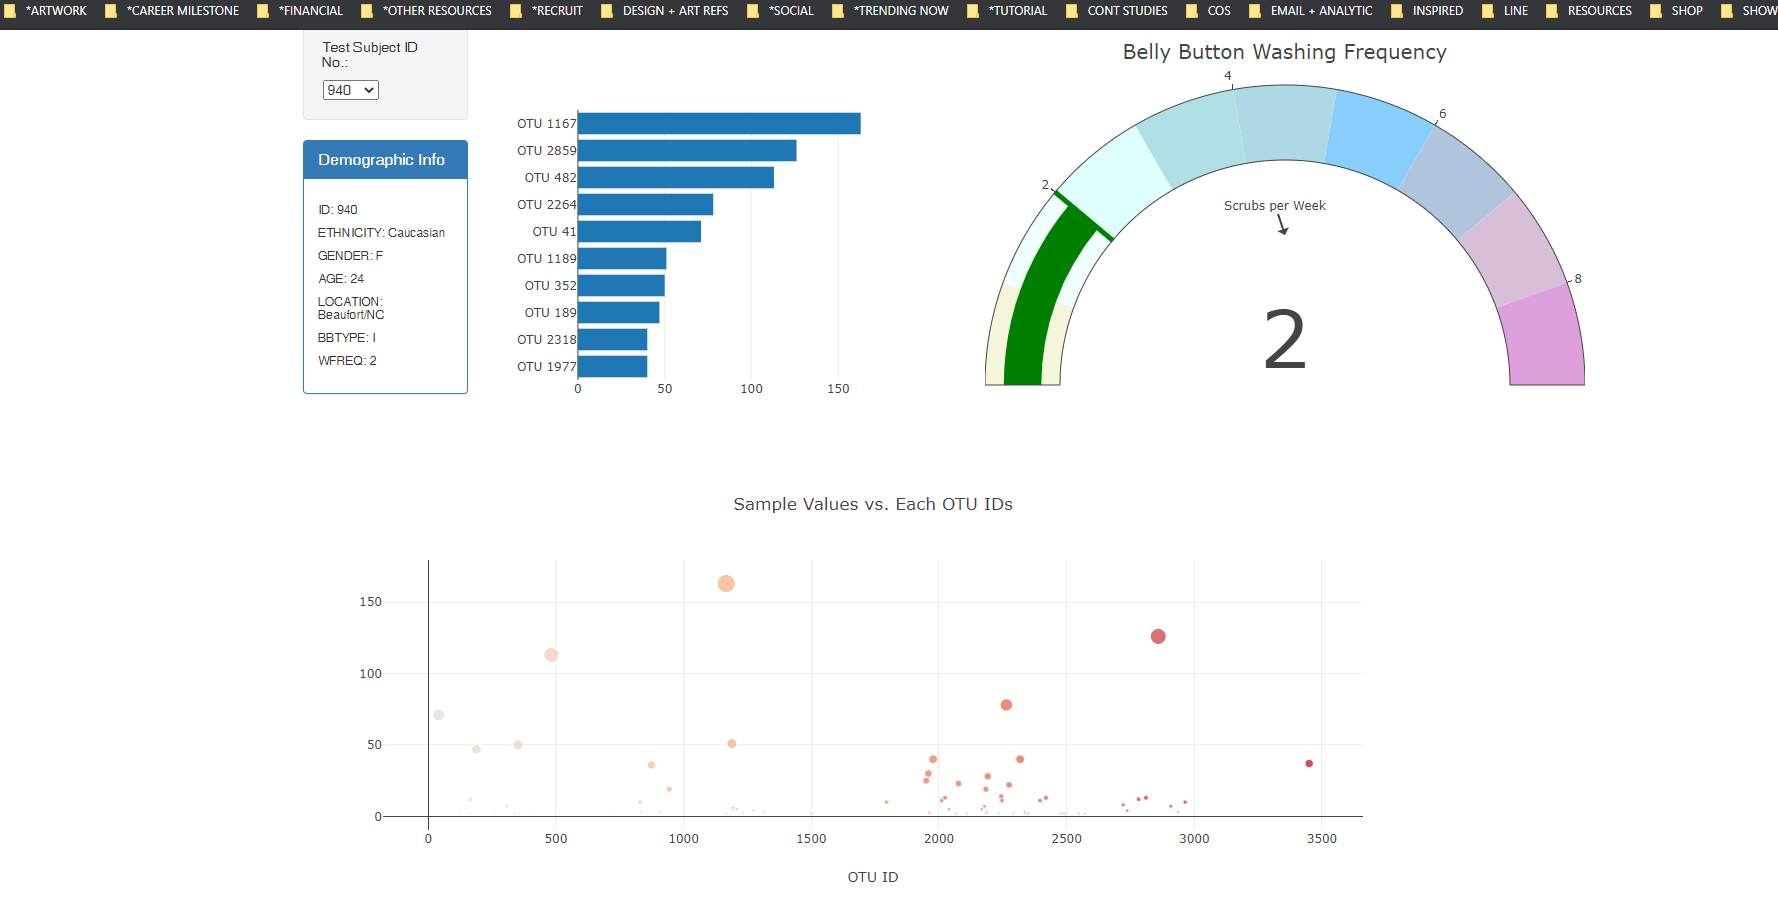 *ARTWORK *CAREER MILESTONE *FINANCIAL *OTHER RESOURCES *RECRUIT DESIGN + ART REFS *SOCIAL *TRENDING NOW *TUTORIAL CONT STUDIES COS EMAIL + ANALYTIC INSPIRED LINE RESOURCES SHOP SHOW
Test Subject ID
No.:
940
Demographic Info
ID: 940
ETHNICITY: Caucasian
GENDER: F
AGE: 24
LOCATION:
Beaufort/NC
BBTYPE: I
WFREQ: 2
OTU 1167
OTU 2859
OTU 482
OTU 2264
OTU 41
OTU 1189
OTU 352
OTU 189
OTU 2318
OTU 1977
0 50 100 150
Belly Button Washing Frequency
2
4
6
8
Scrubs per Week
2
Sample Values vs. Each OTU IDs
150
100
50
0
0 500 1000 1500 2000 2500 3000 3500
OTU ID